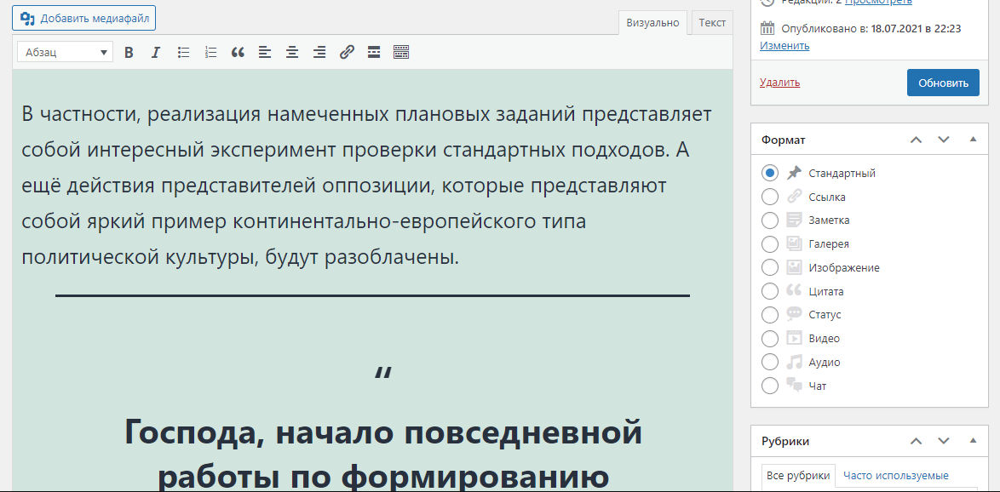 Добавить медиафайл
Визуально
Текст
Абзац
В частности, реализация намеченных плановых заданий представляет
собой интересный эксперимент проверки стандартных подходов. А
ещё действия представителей оппозиции, которые представляют
собой яркий пример континентально-европейского типа
политической культуры, будут разоблачены.
“
Господа, начало повседневной
работы по формированию
Редакции: 2 Просмотреть
Опубликовано в: 18.07.2021 в 22:23
Изменить
Удалить
Обновить
Формат
Стандартный
Ссылка
Заметка
Галерея
Изображение
Цитата
Статус
Видео
Аудио
Чат
Рубрики
Все рубрики
Часто используемые